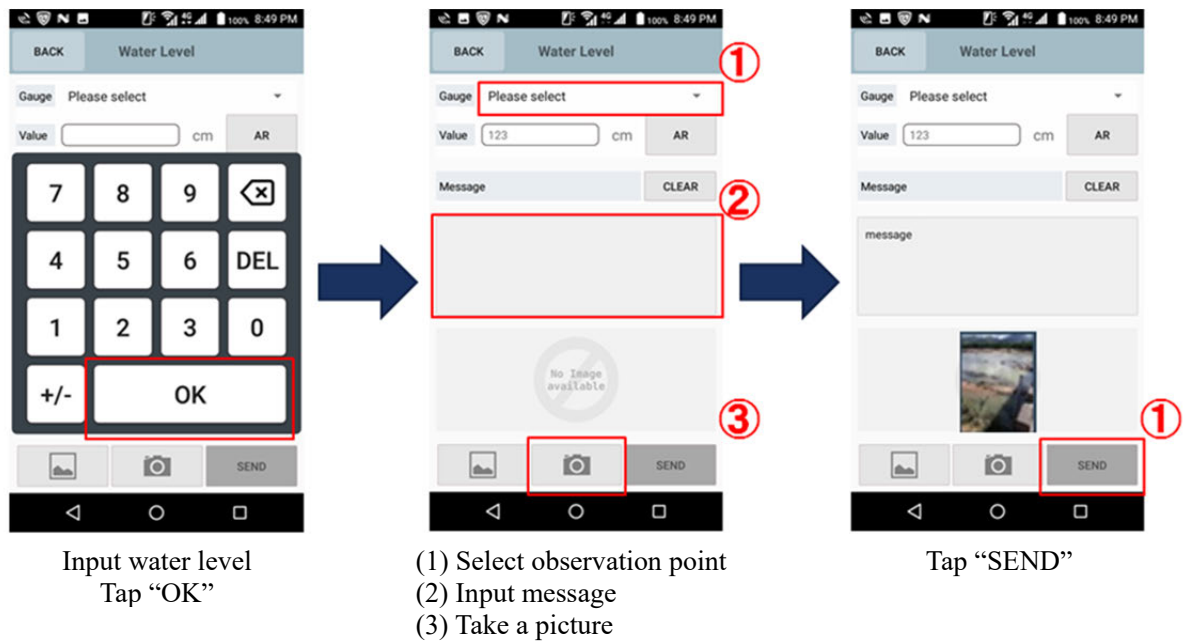 100% 8:49 PM
BACK Water Level
Gauge Please select
Value cm AR
7 8 9
4 5 6 DEL
1 2 3 0
+/- OK
SEND
Input water level
Tap “OK”
100% 8:49 PM
BACK Water Level
①
Gauge Please select
Value 123 cm AR
Message CLEAR
②
No Image
available
③
SEND
(1) Select observation point
(2) Input message
(3) Take a picture
100% 8:49 PM
BACK Water Level
Gauge Please select
Value 123 cm AR
Message CLEAR
message
①
SEND
Tap “SEND”